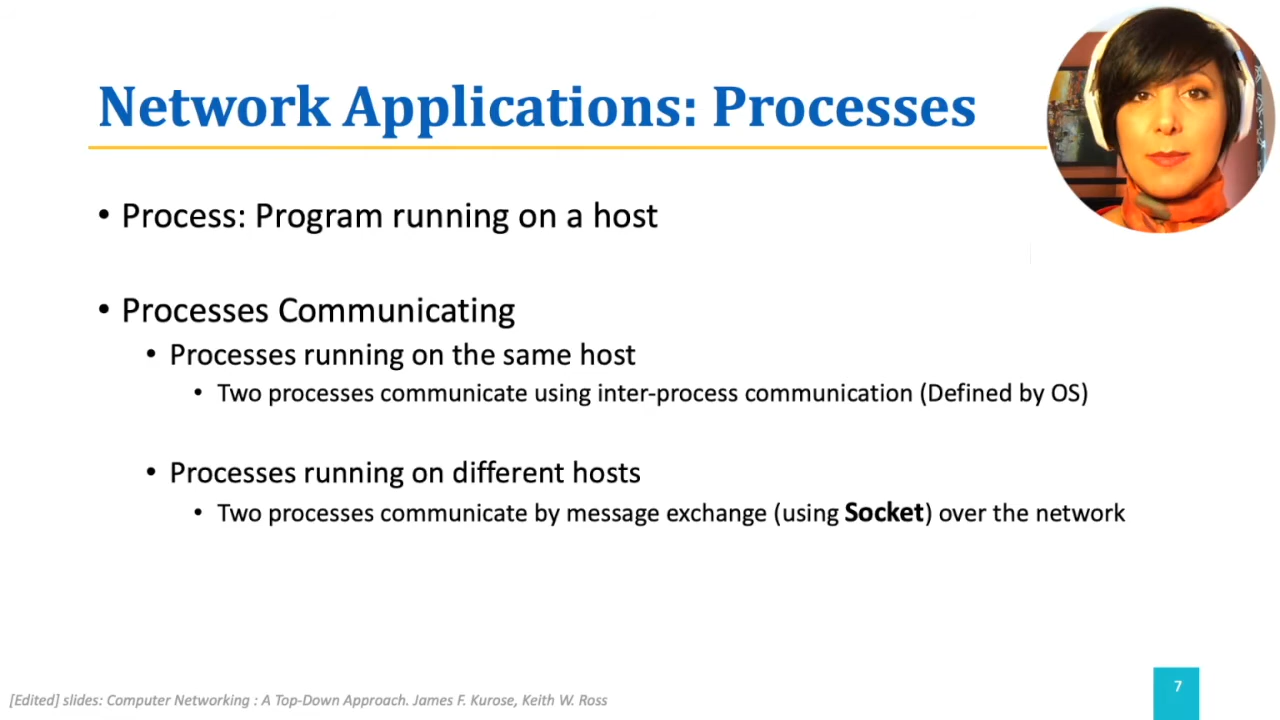 Network Applications: Processes
• Process: Program running on a host
• Processes Communicating
• Processes running on the same host
• Two processes communicate using inter-process communication (Defined by OS)
• Processes running on different hosts
• Two processes communicate by message exchange (using Socket) over the network
[Edited] slides: Computer Networking : A Top-Down Approach. James F. Kurose, Keith W. Ross
7